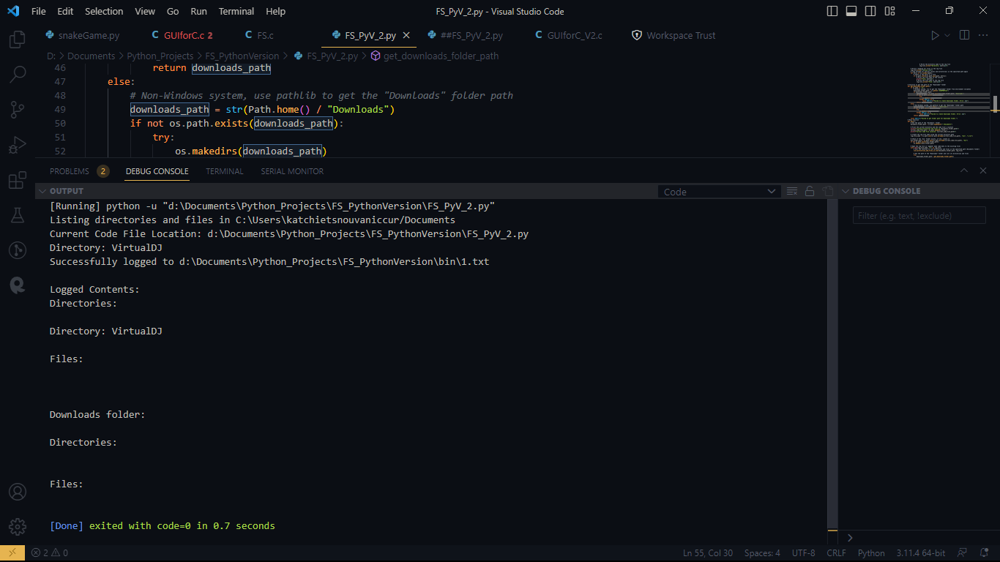 File Edit Selection View Go Run Terminal Help FS_PyV_2.py - Visual Studio Code
snakeGame.py C GUIforC.c 2 C FS.c FS_PyV_2.py ##FS_PyV_2.py C GUIforC_V2.c Workspace Trust
D: > Documents > Python_Projects > FS_PythonVersion > FS_PyV_2.py > get_downloads_folder_path
46 return downloads_path
47 else:
48 # Non-Windows system, use pathlib to get the "Downloads" folder path
49 downloads_path = str(Path.home() / "Downloads")
50 if not os.path.exists(downloads_path):
51 try:
52 os.makedirs(downloads_path)
PROBLEMS 2 DEBUG CONSOLE TERMINAL SERIAL MONITOR
OUTPUT Code DEBUG CONSOLE
Filter (e.g. text, !exclude)
[Running] python -u "d:\Documents\Python_Projects\FS_PythonVersion\FS_PyV_2.py"
Listing directories and files in C:\Users\katchietsnouvaniccur/Documents
Current Code File Location: d:\Documents\Python_Projects\FS_PythonVersion\FS_PyV_2.py
Directory: VirtualDJ
Successfully logged to d:\Documents\Python_Projects\FS_PythonVersion\bin\1.txt
Logged Contents:
Directories:
Directory: VirtualDJ
Files:
Downloads folder:
Directories:
Files:
[Done] exited with code=0 in 0.7 seconds
2 0 Ln 55, Col 30 Spaces: 4 UTF-8 CRLF Python 3.11.4 64-bit